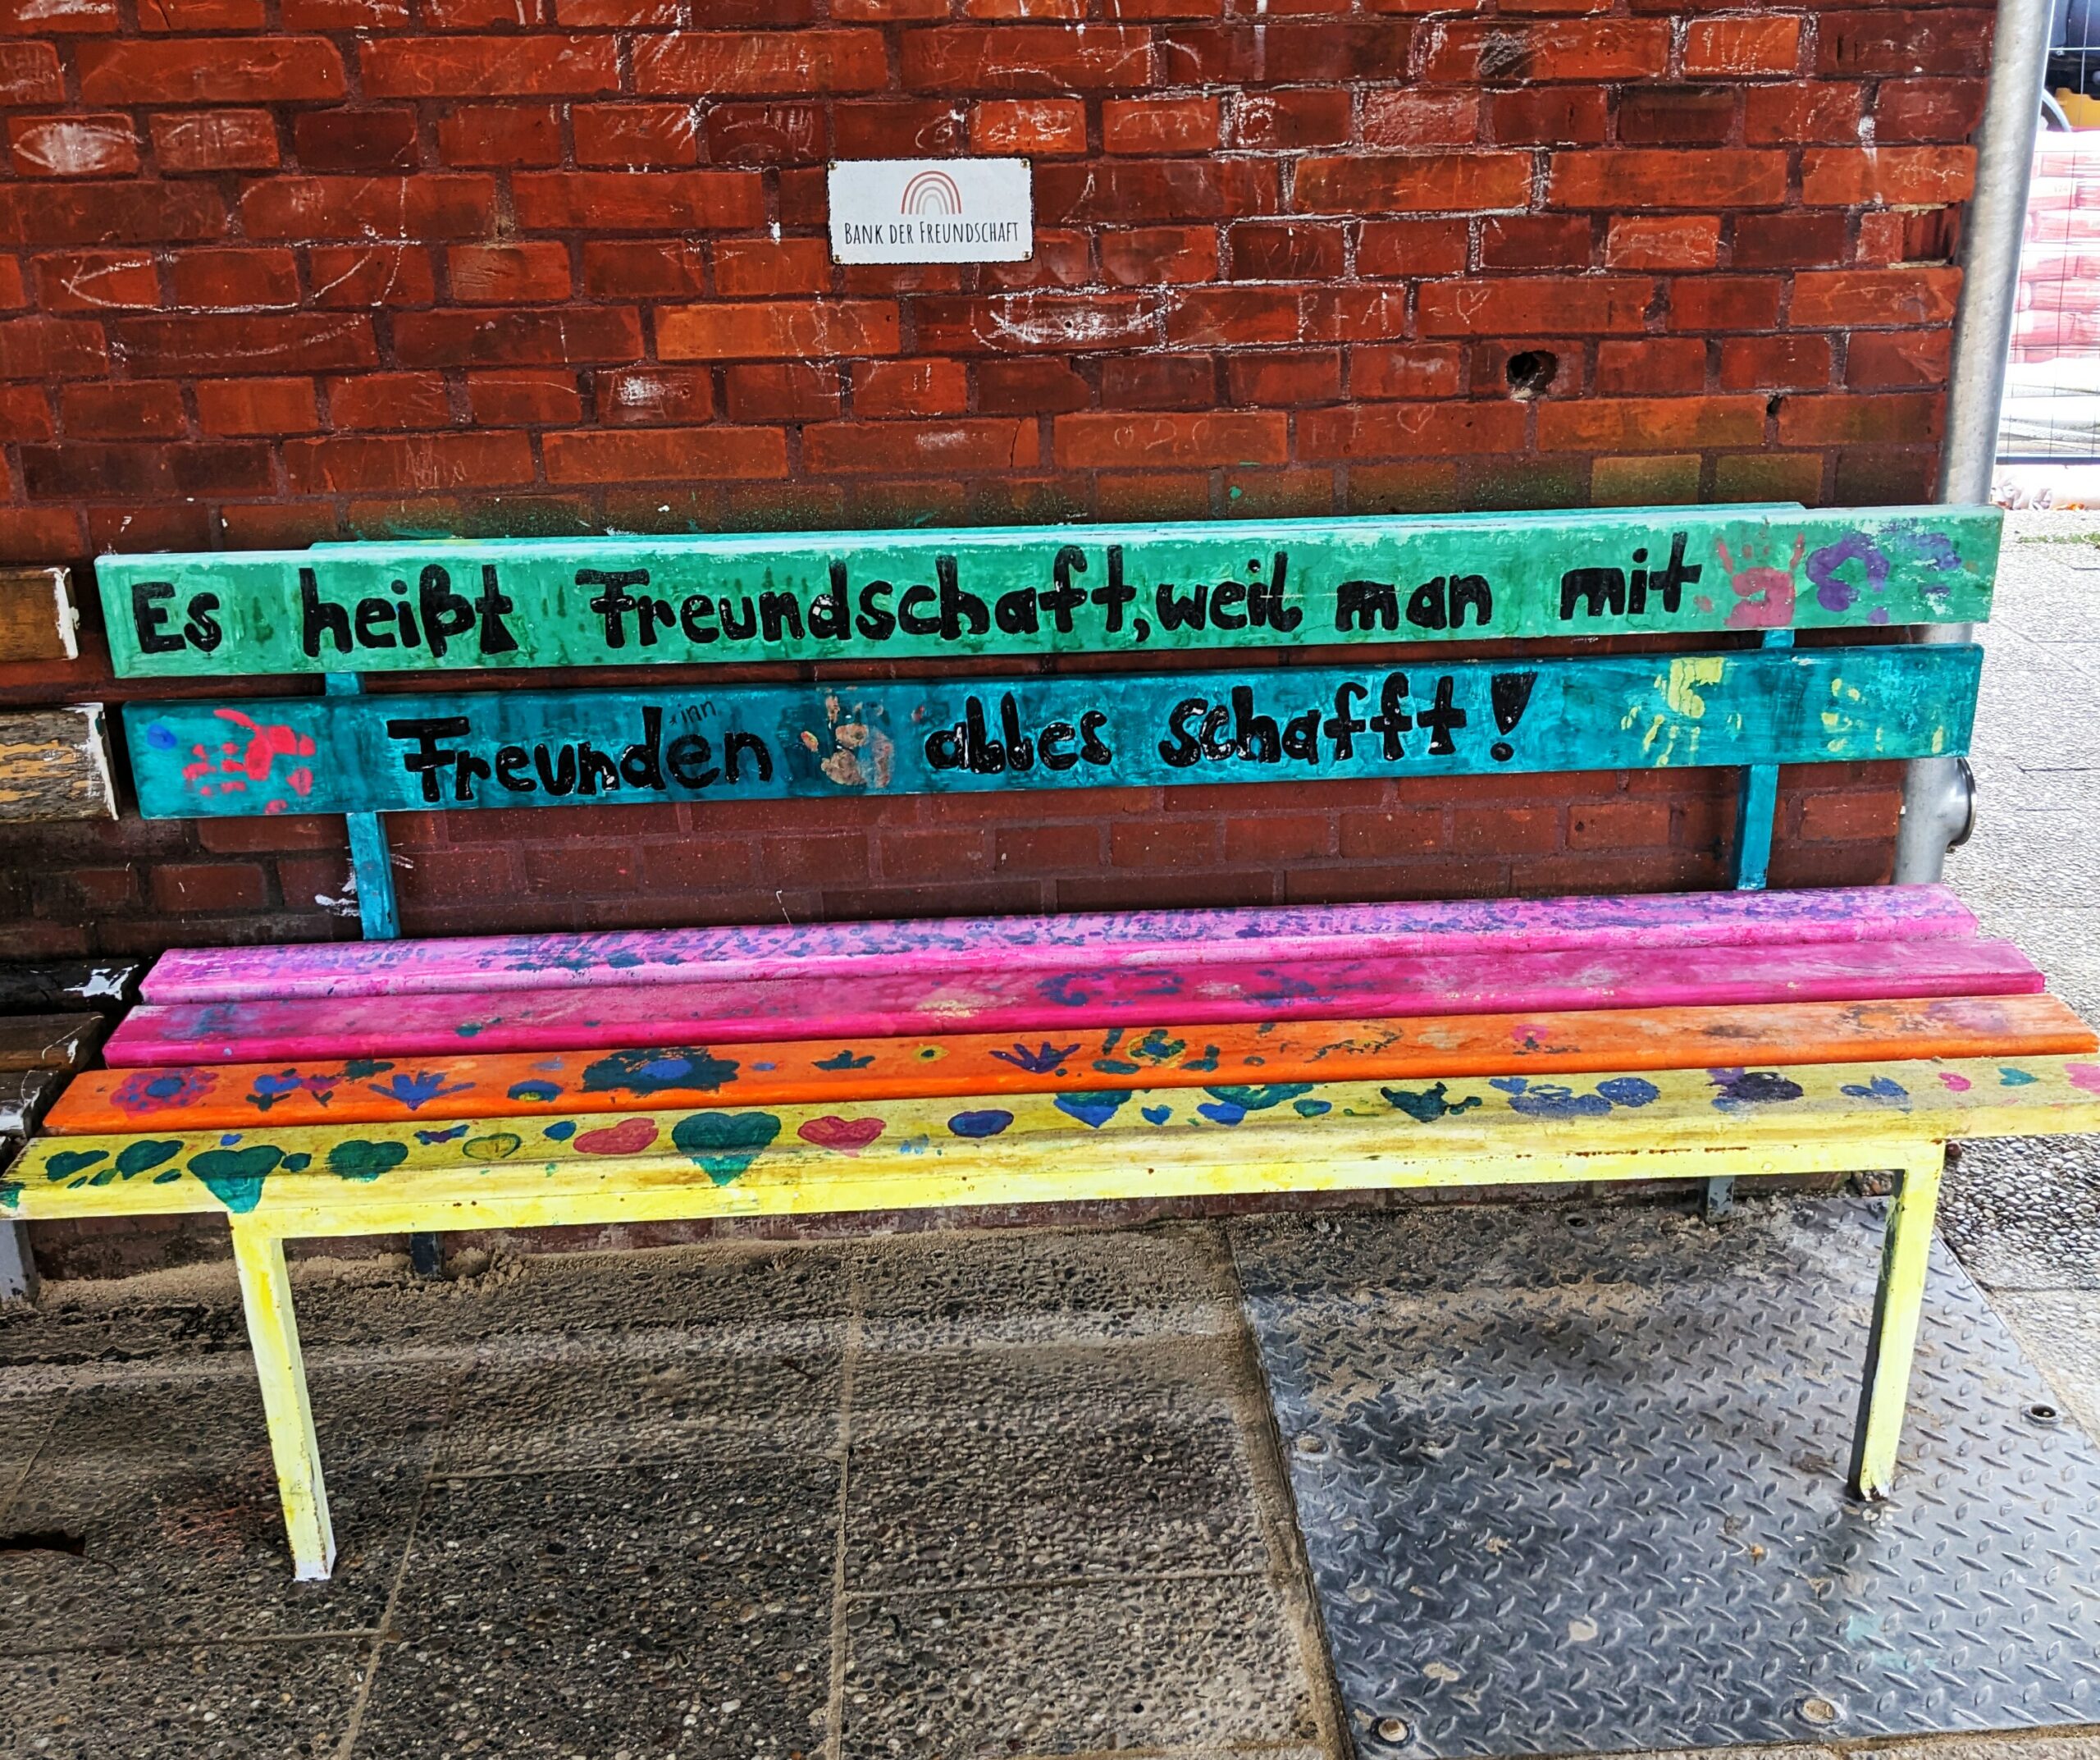 BANK DER FREUNDSCHAFT
Es heißt Freundschaft, weil man mit
Freunden *inn alles schafft!